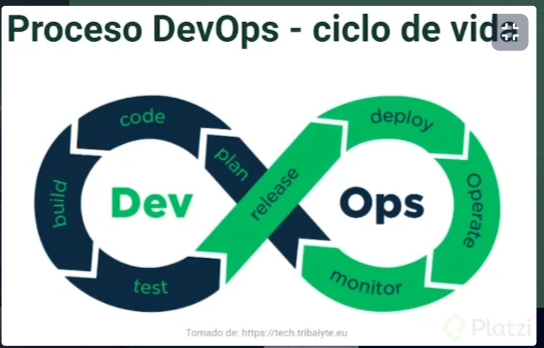 Proceso DevOps - ciclo de vida
code
plan
build
Dev
test
release
deploy
Ops
Operate
monitor
Tomado de: https://tech.tribalyte.eu
Platzi